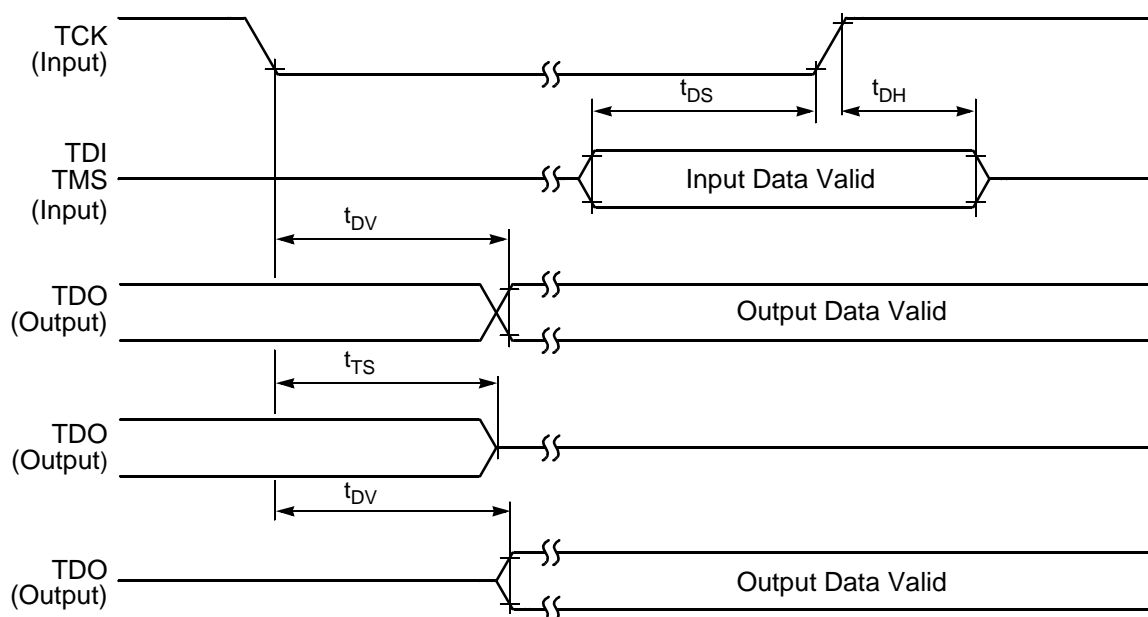 TCK
(Input)
tDS
tDH
TDI
TMS
(Input)
Input Data Valid
tDV
TDO
(Output)
Output Data Valid
tTS
TDO
(Output)
tDV
TDO
(Output)
Output Data Valid